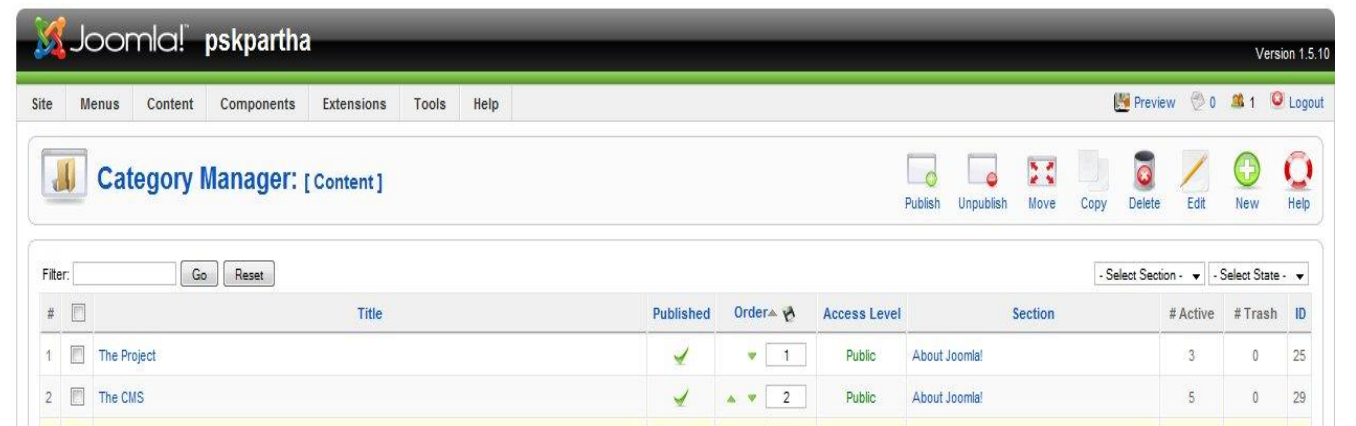 Joomla!™ pskpartha
Version 1.5.10
Site Menus Content Components Extensions Tools Help Preview 0 1 Logout
Category Manager: [ Content ]
Publish Unpublish Move Copy Delete Edit New Help
Filter: Go Reset - Select Section - - Select State -
# Title Published Order Access Level Section # Active # Trash ID
1 The Project 1 Public About Joomla! 3 0 25
2 The CMS 2 Public About Joomla! 5 0 29